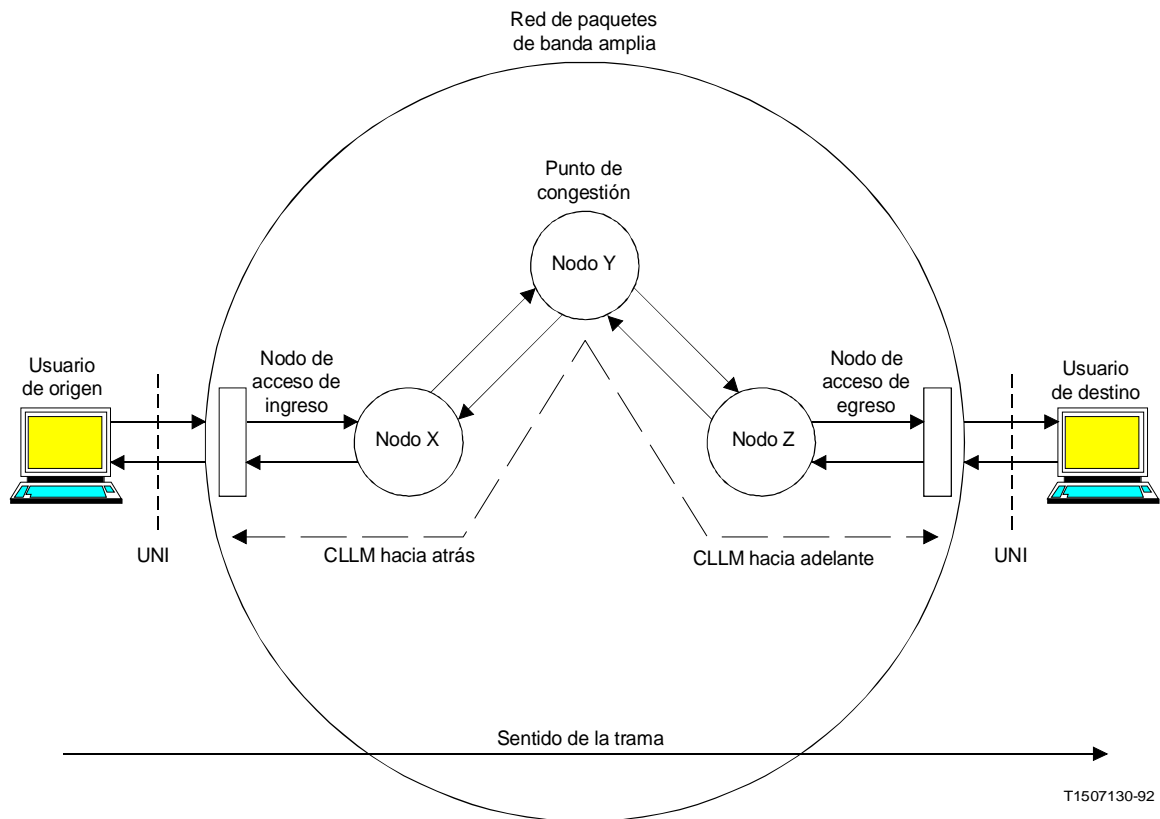 Red de paquetes
de banda amplia
Punto de
congestión
Nodo Y
Usuario
de origen
Nodo de
acceso de
ingreso
Nodo X
Nodo Z
Nodo de
acceso de
egreso
Usuario
de destino
UNI
CLLM hacia atrás
CLLM hacia adelante
UNI
Sentido de la trama
T1507130-92